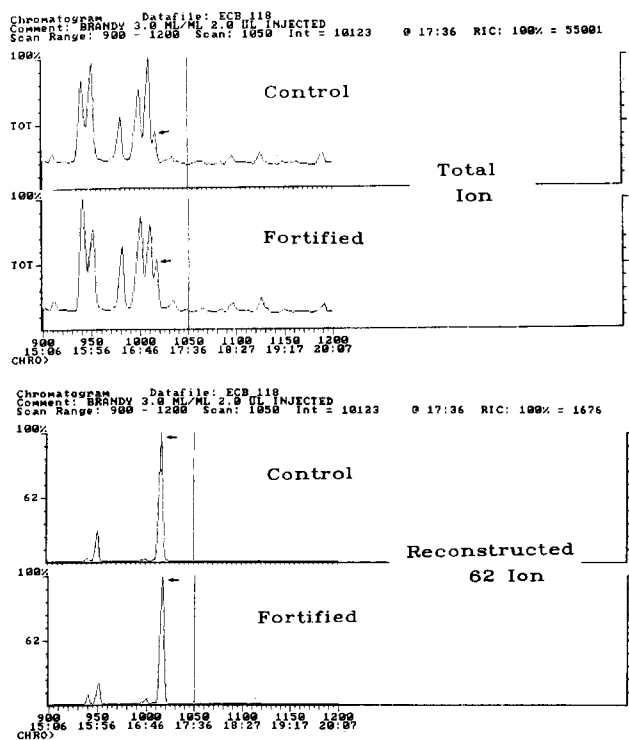 Chromatogram Datafile: ECB 118
Comment: BRANDY 3.0 ML/ML 2.0 UL INJECTED
Scan Range: 900 - 1200 Scan: 1050 Int = 10123 @ 17:36 RIC: 100% = 55001
100%
Control
TOT
Total
Ion
100%
Fortified
TOT
900 950 1000 1050 1100 1150 1200
15:06 15:56 16:46 17:36 18:27 19:17 20:07
CHRO>
Chromatogram Datafile: ECB 118
Comment: BRANDY 3.0 ML/ML 2.0 UL INJECTED
Scan Range: 900 - 1200 Scan: 1050 Int = 10123 @ 17:36 RIC: 100% = 1676
100%
Control
62
Reconstructed
62 Ion
100%
Fortified
62
900 950 1000 1050 1100 1150 1200
15:06 15:56 16:46 17:36 18:27 19:17 20:07
CHRO>